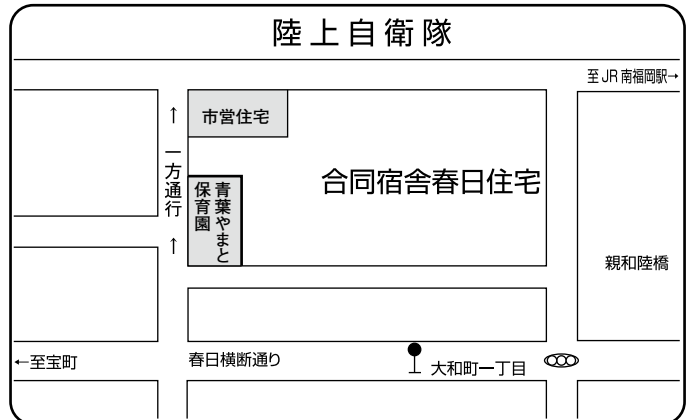 陸上自衛隊
至JR南福岡駅→
↑
市営住宅
一方通行
合同宿舎春日住宅
青葉やまと
保育園
↑
親和陸橋
←至宝町
春日横断通り
大和町一丁目